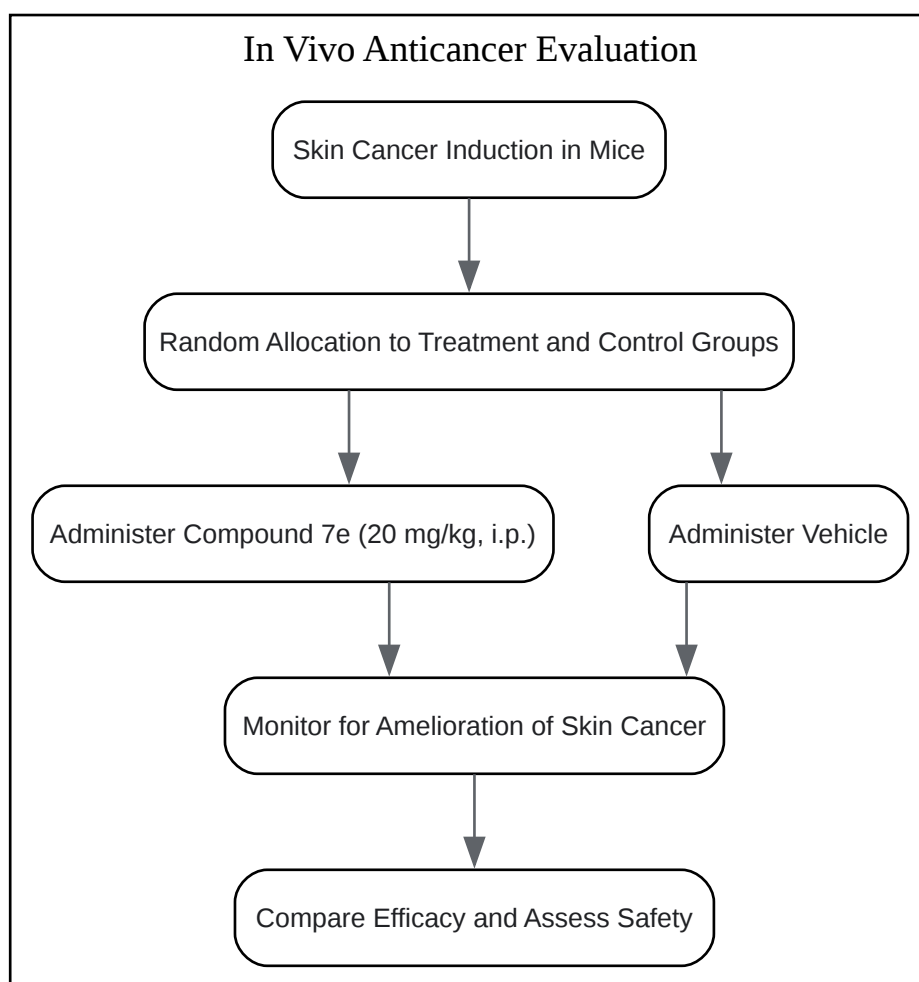 In Vivo Anticancer Evaluation
Skin Cancer Induction in Mice
Random Allocation to Treatment and Control Groups
Administer Compound 7e (20 mg/kg, i.p.)
Administer Vehicle
Monitor for Amelioration of Skin Cancer
Compare Efficacy and Assess Safety